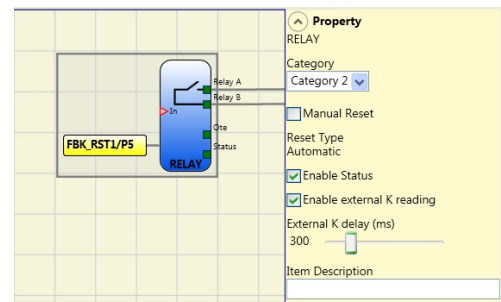 Property
RELAY
Category
Category 2
Manual Reset
Reset Type
Automatic
Enable Status
Enable external K reading
External K delay (ms)
300
Item Description
Relay A
Relay B
In
Ote
Status
FBK_RST1/P5
RELAY